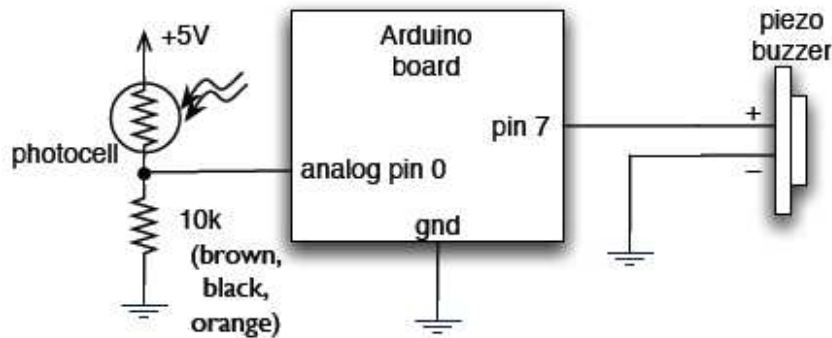 +5V
photocell
10k
(brown,
black,
orange)
Arduino
board
analog pin 0
pin 7
gnd
piezo
buzzer
+
–